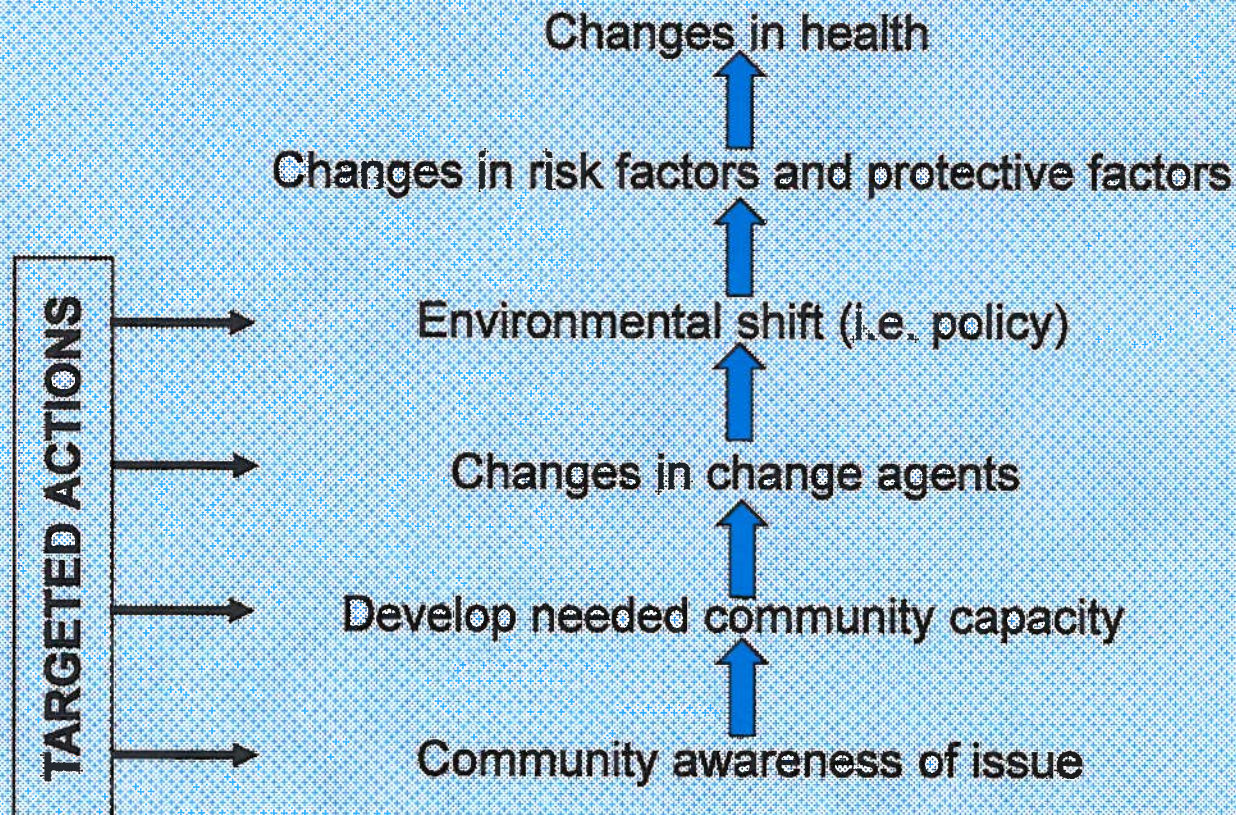 Changes in health
Changes in risk factors and protective factors
Environmental shift (i.e. policy)
Changes in change agents
Develop needed community capacity
Community awareness of issue
TARGETED ACTIONS